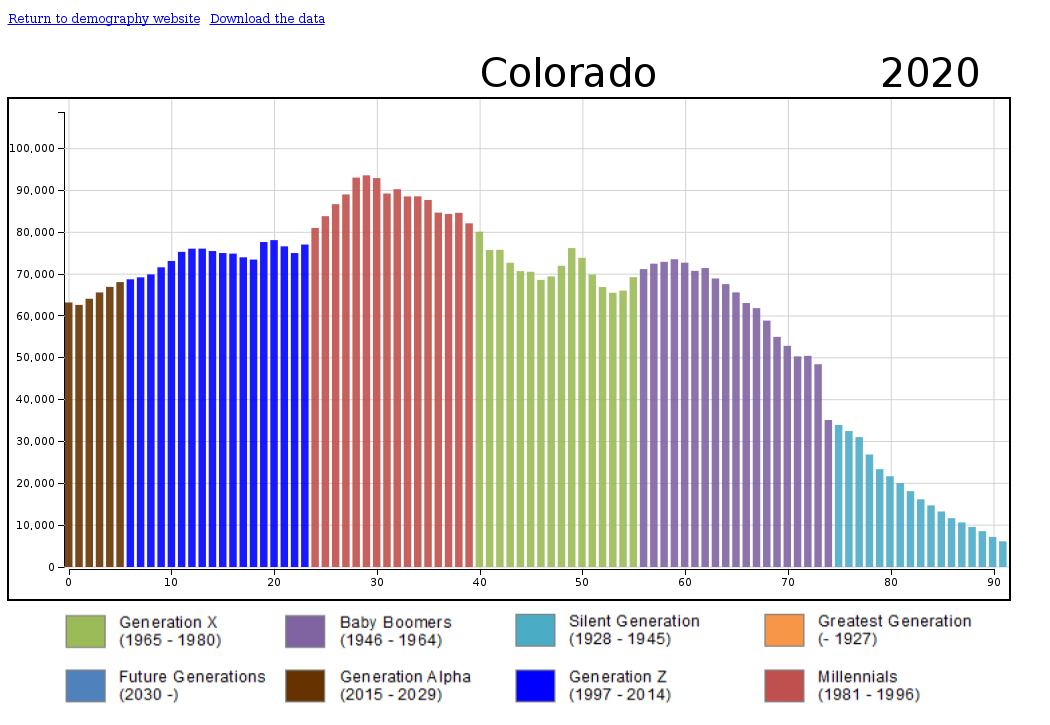 Return to demography website Download the data
Colorado 2020
100,000
90,000
80,000
70,000
60,000
50,000
40,000
30,000
20,000
10,000
0
0 10 20 30 40 50 60 70 80 90
Generation X
(1965 - 1980)
Baby Boomers
(1946 - 1964)
Silent Generation
(1928 - 1945)
Greatest Generation
(- 1927)
Future Generations
(2030 -)
Generation Alpha
(2015 - 2029)
Generation Z
(1997 - 2014)
Millennials
(1981 - 1996)